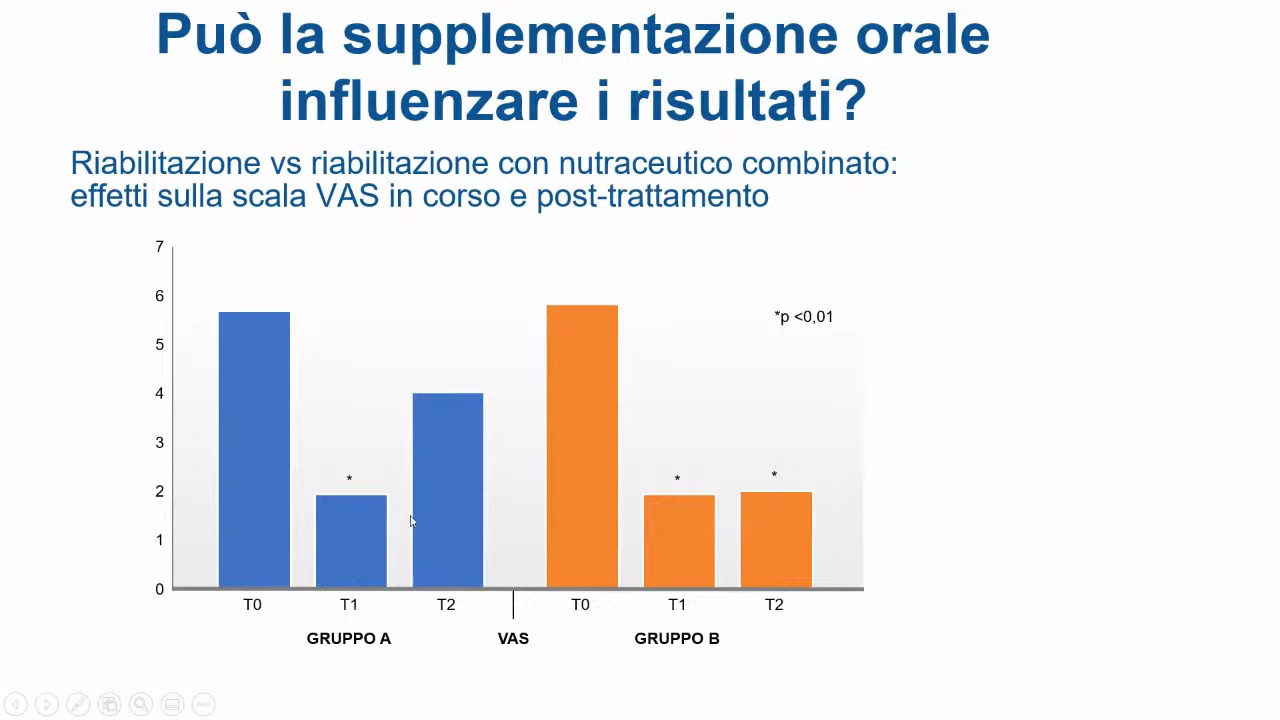 Può la supplementazione orale
influenzare i risultati?
Riabilitazione vs riabilitazione con nutraceutico combinato:
effetti sulla scala VAS in corso e post-trattamento
7
6
5
4
3
2
1
0
*p <0,01
*
*
*
T0
T1
T2
T0
T1
T2
GRUPPO A
VAS
GRUPPO B